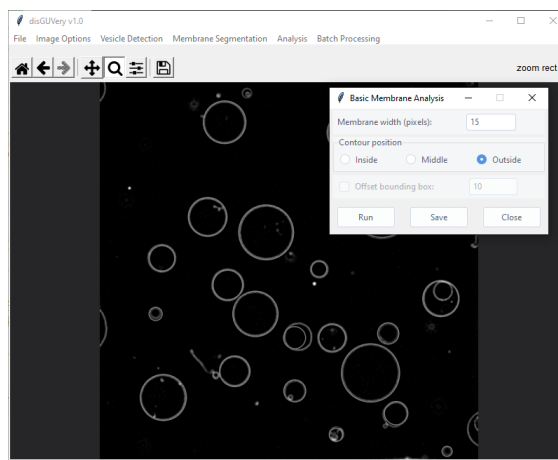 disGUVery v1.0
File Image Options Vesicle Detection Membrane Segmentation Analysis Batch Processing
zoom rect
Basic Membrane Analysis
Membrane width (pixels): 15
Contour position
Inside Middle Outside
Offset bounding box: 10
Run Save Close